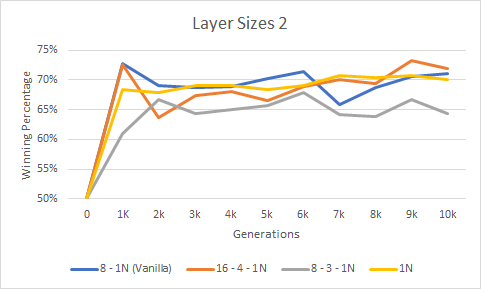 Layer Sizes 2
75%
70%
65%
60%
55%
50%
Winning Percentage
0 1K 2k 3k 4k 5k 6k 7k 8k 9k 10k
Generations
8 - 1N (Vanilla) 16 - 4 - 1N 8 - 3 - 1N 1N